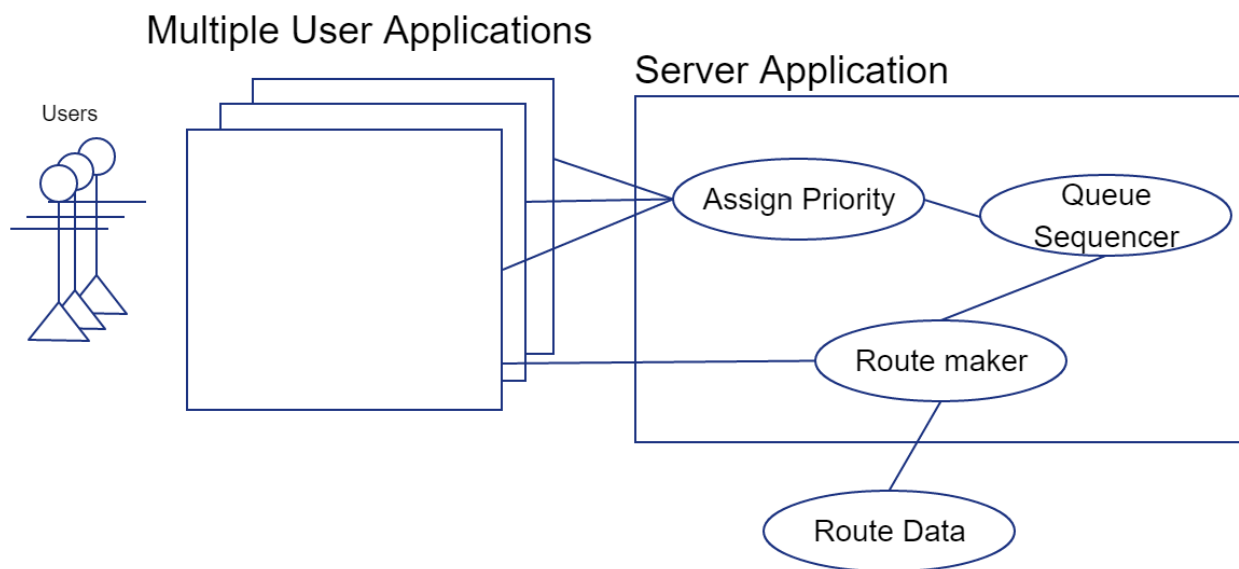 Multiple User Applications
Server Application
Users
Assign Priority
Queue
Sequencer
Route maker
Route Data